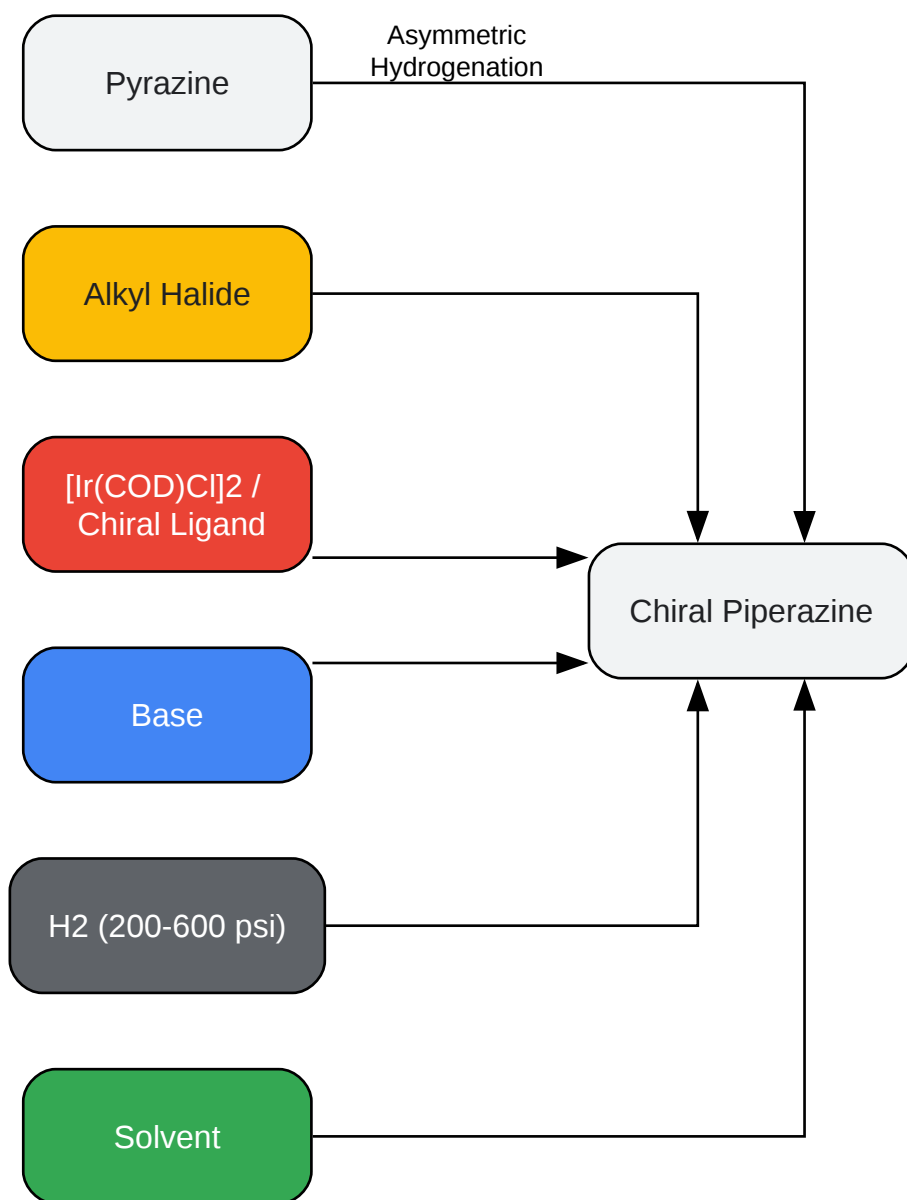 Pyrazine
Asymmetric
Hydrogenation
Alkyl Halide
[Ir(COD)Cl]2 /
Chiral Ligand
Chiral Piperazine
Base
H2 (200-600 psi)
Solvent